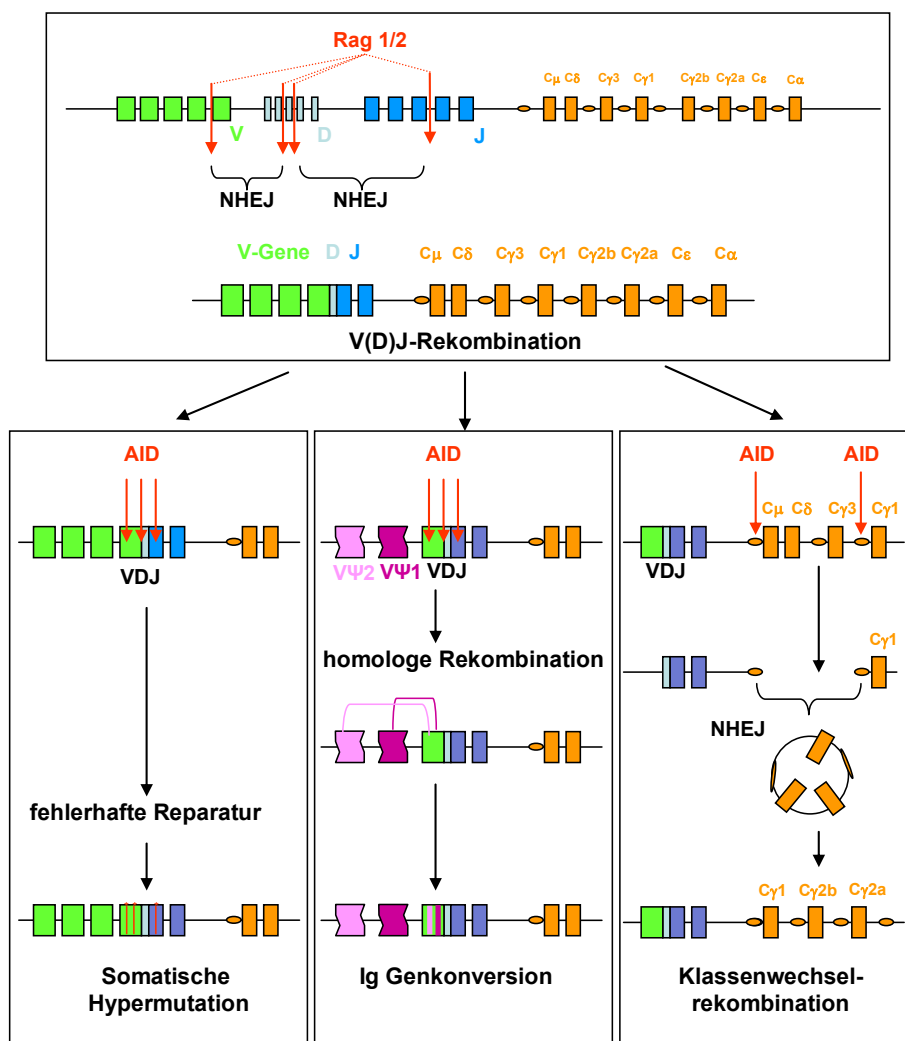 Rag 1/2
Cμ Cδ Cγ3 Cγ1 Cγ2b Cγ2a Cε Cα
V D J
NHEJ NHEJ
V-Gene D J Cμ Cδ Cγ3 Cγ1 Cγ2b Cγ2a Cε Cα
V(D)J-Rekombination
AID
VDJ
fehlerhafte Reparatur
Somatische
Hypermutation
AID
VΨ2 VΨ1 VDJ
homologe Rekombination
Ig Genkonversion
AID AID
Cμ Cδ Cγ3 Cγ1
VDJ
Cγ1
NHEJ
Cγ1 Cγ2b Cγ2a
Klassenwechsel-
rekombination